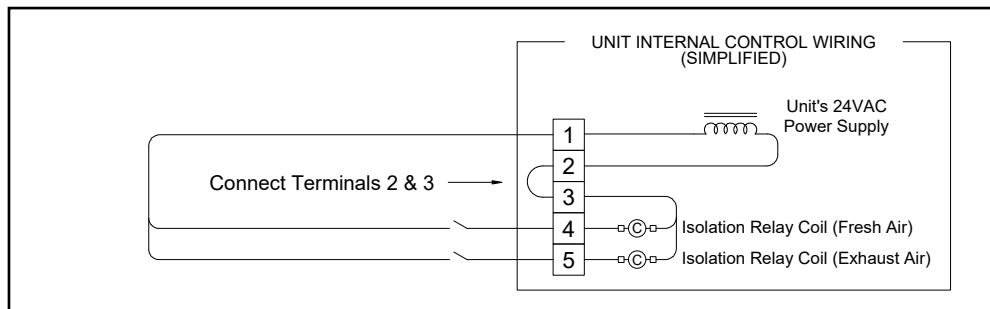 UNIT INTERNAL CONTROL WIRING
(SIMPLIFIED)
Unit's 24VAC
Power Supply
1
2
Connect Terminals 2 & 3
3
4
C
Isolation Relay Coil (Fresh Air)
5
C
Isolation Relay Coil (Exhaust Air)